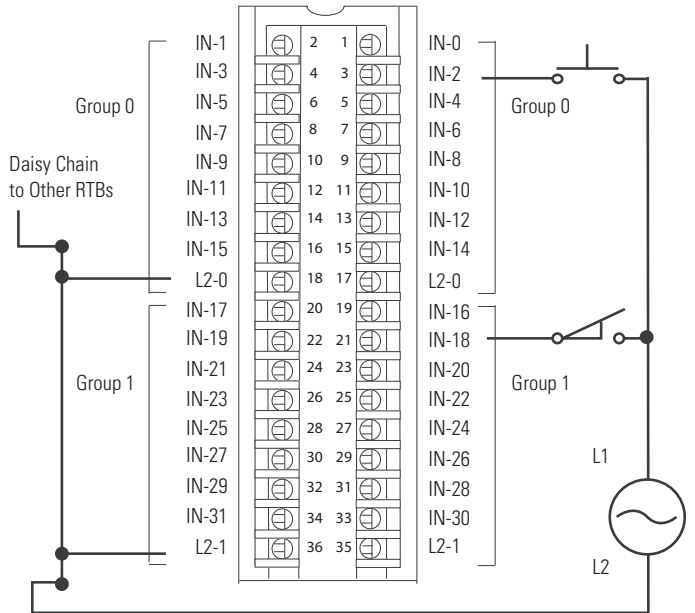 IN-1 2 1 IN-0
IN-3 4 3 IN-2
IN-5 6 5 IN-4
Group 0 Group 0
IN-7 8 7 IN-6
IN-9 10 9 IN-8
Daisy Chain
to Other RTBs
IN-11 12 11 IN-10
IN-13 14 13 IN-12
IN-15 16 15 IN-14
L2-0 18 17 L2-0
IN-17 20 19 IN-16
IN-19 22 21 IN-18
IN-21 24 23 IN-20
Group 1 Group 1
IN-23 26 25 IN-22
IN-25 28 27 IN-24
IN-27 30 29 IN-26
L1
IN-29 32 31 IN-28
IN-31 34 33 IN-30
L2-1 36 35 L2-1
L2